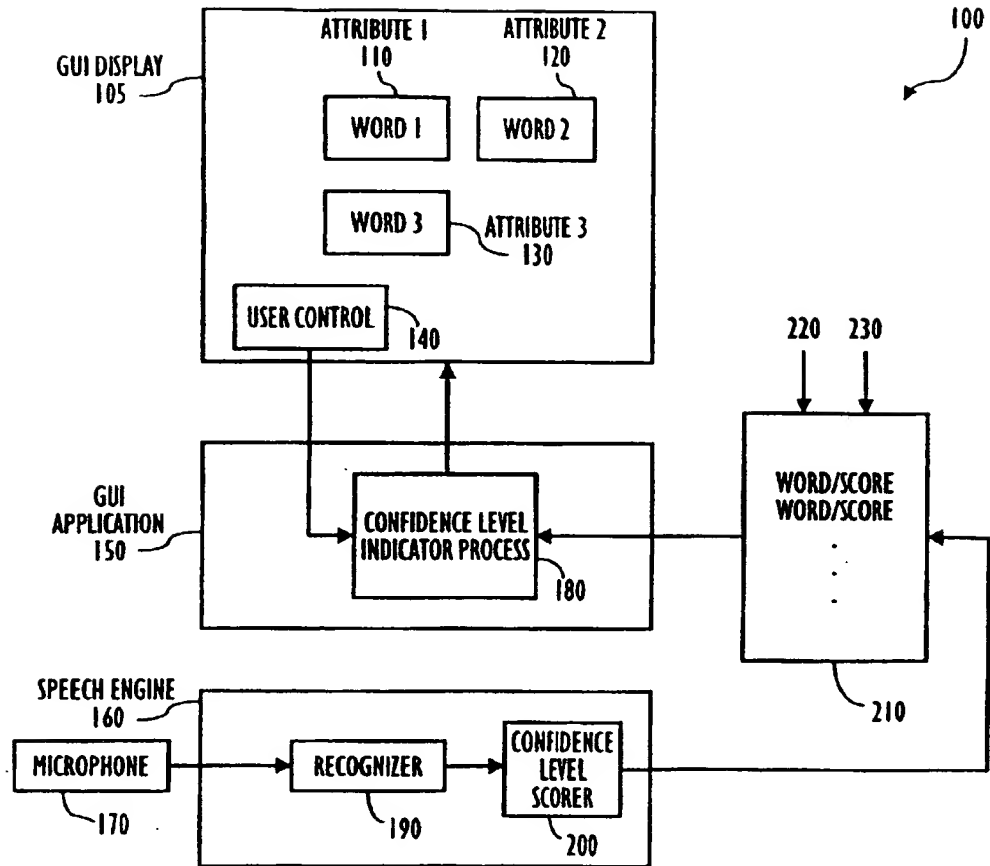 100
ATTRIBUTE 1
110
ATTRIBUTE 2
120
GUI DISPLAY
105
WORD 1
WORD 2
WORD 3
ATTRIBUTE 3
130
USER CONTROL
140
220
230
GUI
APPLICATION
150
CONFIDENCE LEVEL
INDICATOR PROCESS
180
WORD/SCORE
WORD/SCORE
.
.
.
210
SPEECH ENGINE
160
MICROPHONE
170
RECOGNIZER
190
CONFIDENCE
LEVEL
SCORER
200